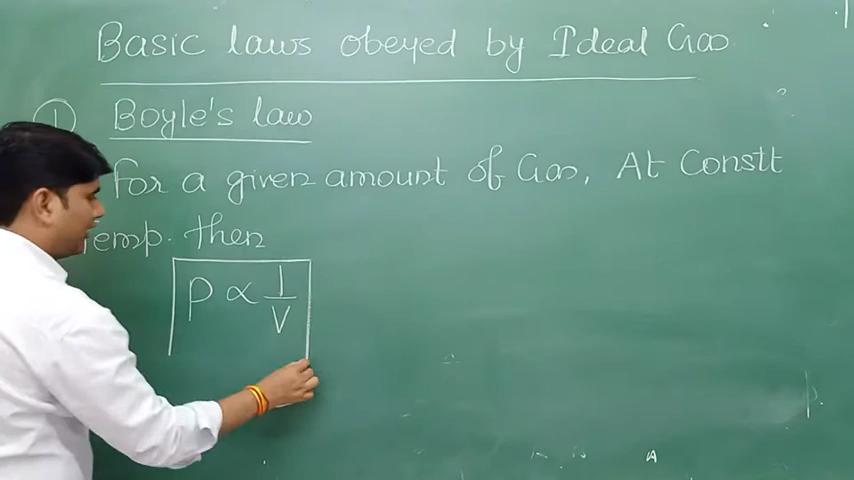 Basic laws obeyed by Ideal Gas
① Boyle's law
For a given amount of Gas, At Constt
Temp. then
P ∝ 1/V